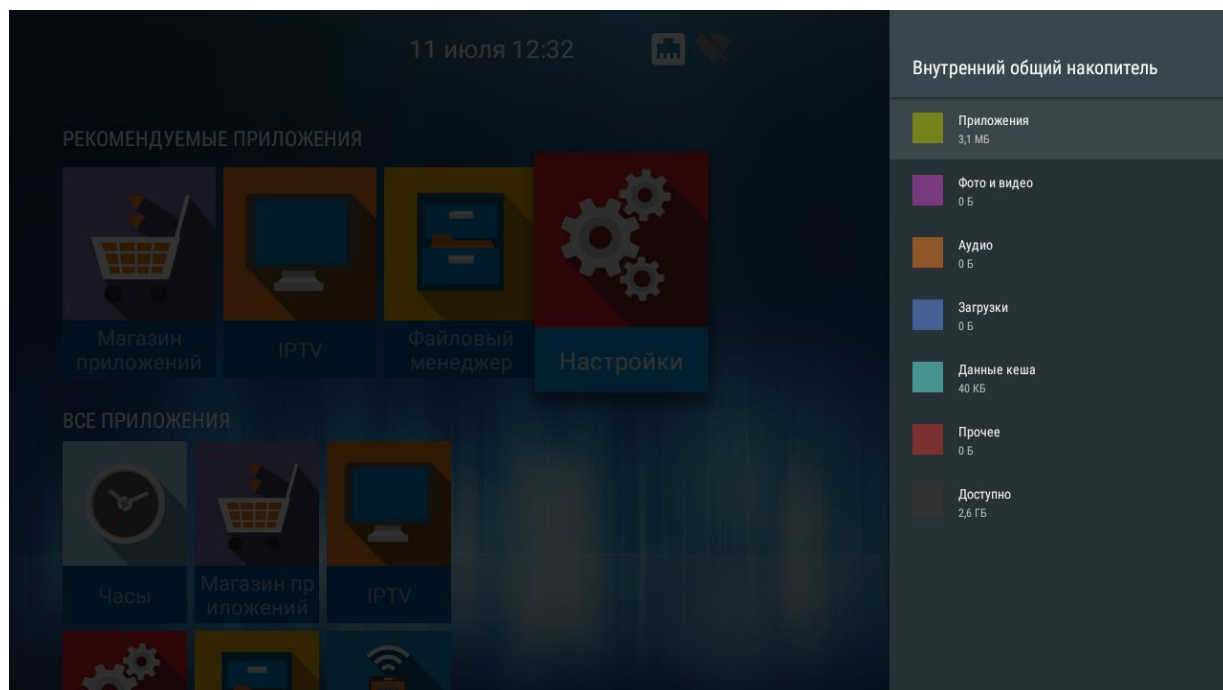 11 июля 12:32
РЕКОМЕНДУЕМЫЕ ПРИЛОЖЕНИЯ
Магазин
приложений
IPTV
Файловый
менеджер
Настройки
ВСЕ ПРИЛОЖЕНИЯ
Часы
Магазин пр
иложений
IPTV
Внутренний общий накопитель
Приложения
3,1 МБ
Фото и видео
0 Б
Аудио
0 Б
Загрузки
0 Б
Данные кеша
40 КБ
Прочее
0 Б
Доступно
2,6 ГБ